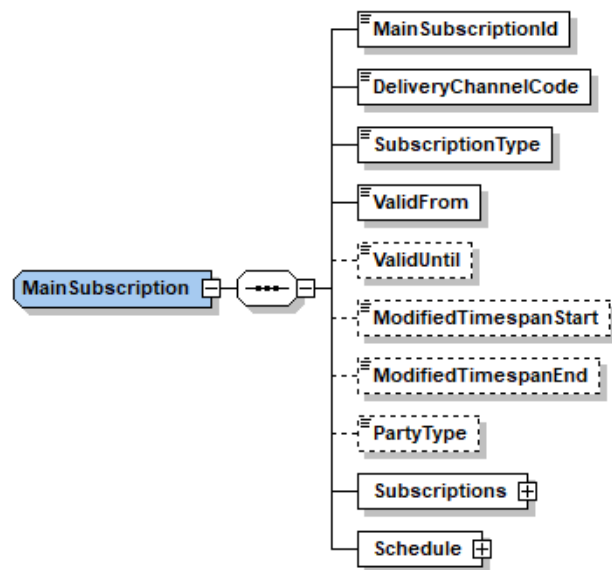 MainSubscriptionId
DeliveryChannelCode
SubscriptionType
ValidFrom
MainSubscription
ValidUntil
ModifiedTimespanStart
ModifiedTimespanEnd
PartyType
Subscriptions
Schedule